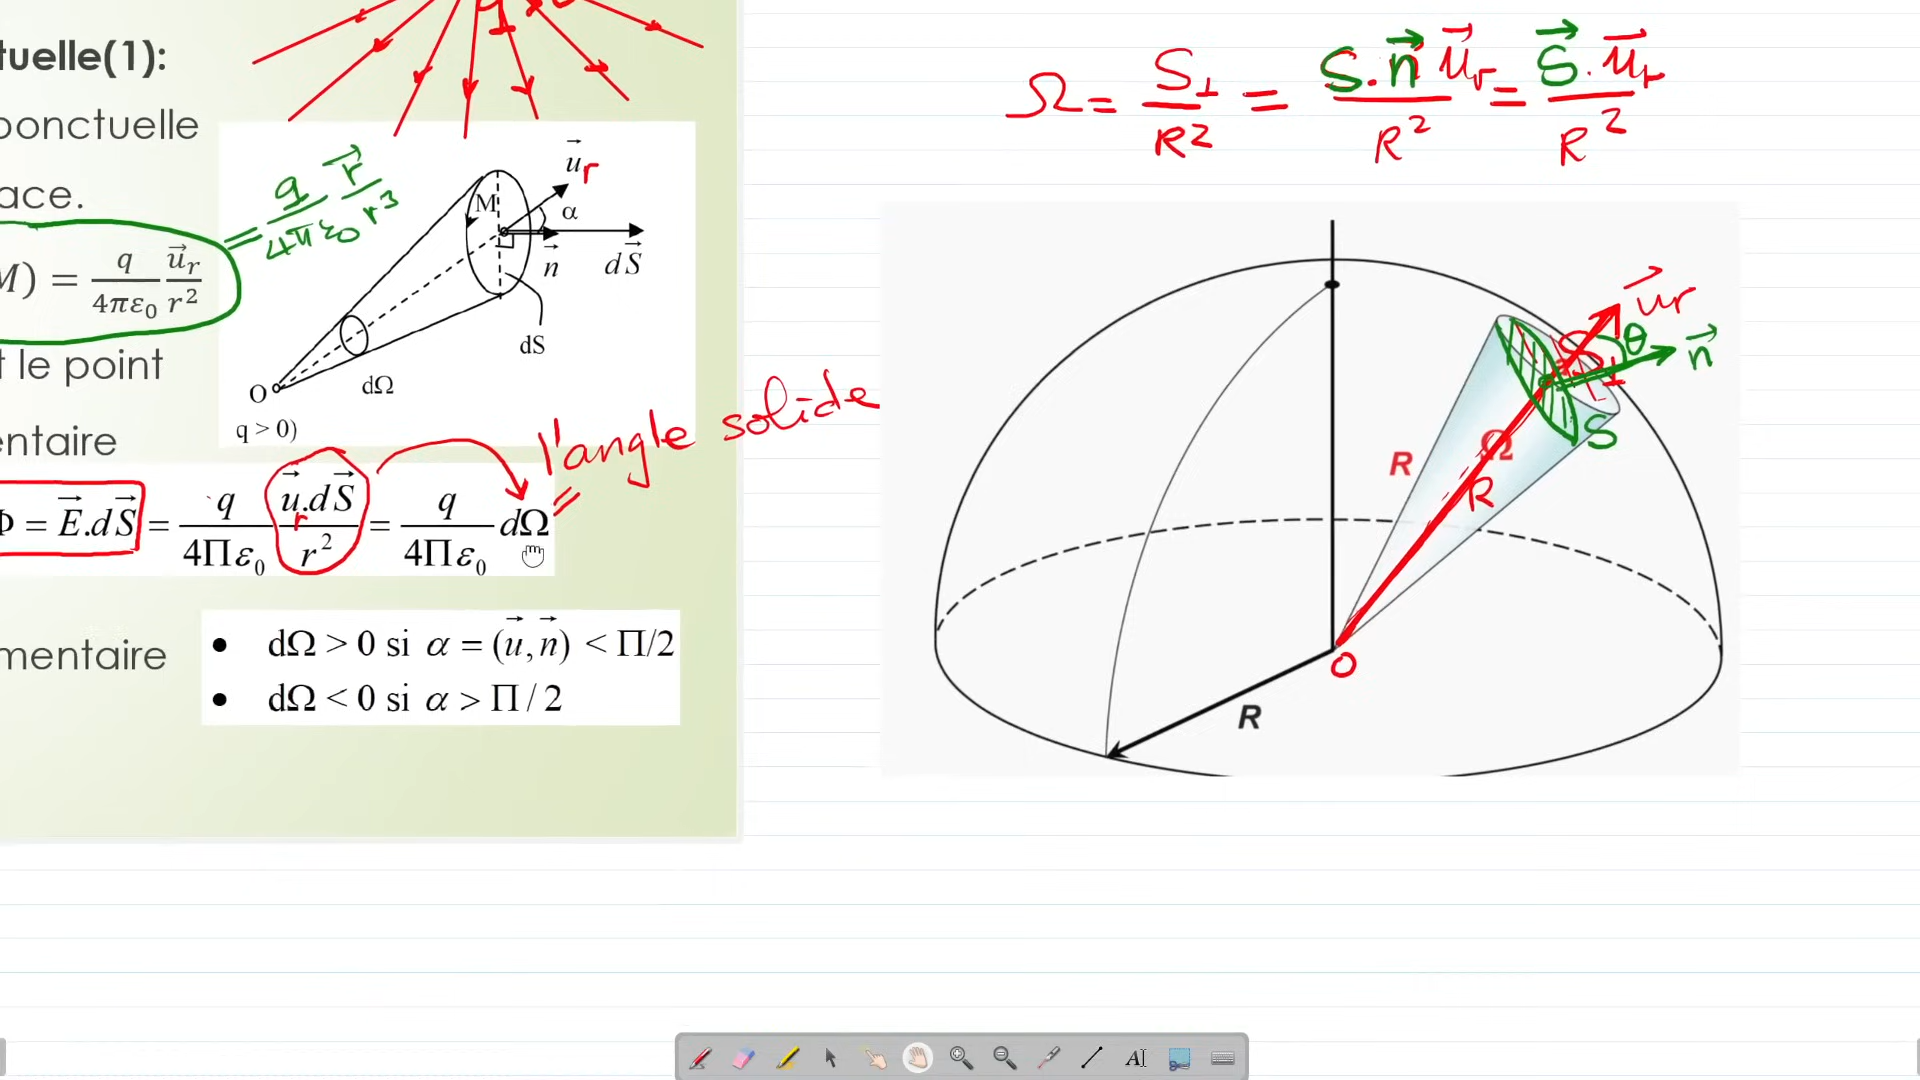 tuelle(1):
ponctuelle
ace.
M) = q/4πε₀ u⃗r/r²
= q/4πε₀ r⃗/r³
t le point
u⃗r
M
α
n⃗
dS⃗
dS
O
dΩ
q > 0)
entaire
l'angle solide
Φ = E⃗.dS⃗ = q/4Πε₀ u⃗r.dS⃗/r² = q/4Πε₀ dΩ =
mentaire
• dΩ > 0 si α = (u⃗,n⃗) < Π/2
• dΩ < 0 si α > Π/2
Ω = S⊥/R² = S.n⃗ u⃗r/R² = S⃗.u⃗r/R²
u⃗r
θ
n⃗
S⊥
S
R
Ω
R
O
R
AI